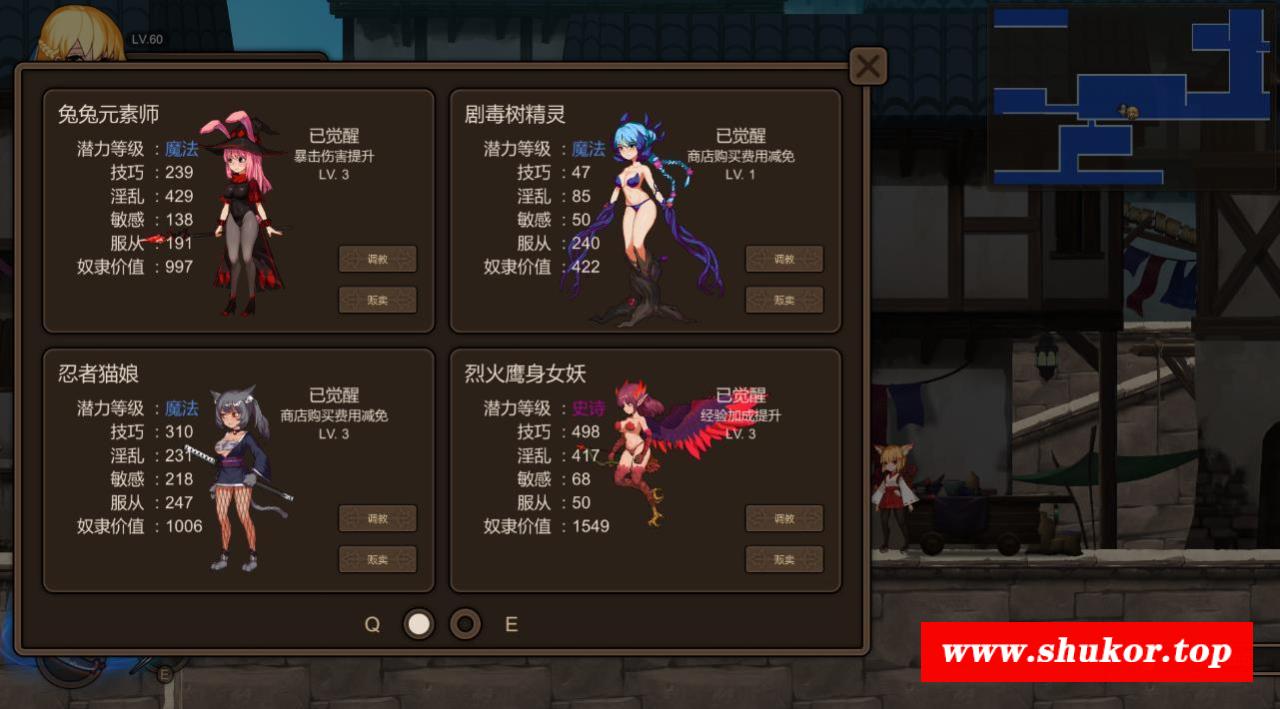 LV.60
兔兔元素师
潜力等级 : 魔法
技巧 : 239
淫乱 : 429
敏感 : 138
服从 : 191
奴隶价值 : 997
已觉醒
暴击伤害提升
LV. 3
调教
贩卖
剧毒树精灵
潜力等级 : 魔法
技巧 : 47
淫乱 : 85
敏感 : 50
服从 : 240
奴隶价值 : 422
已觉醒
商店购买费用减免
LV. 1
调教
贩卖
忍者猫娘
潜力等级 : 魔法
技巧 : 310
淫乱 : 231
敏感 : 218
服从 : 247
奴隶价值 : 1006
已觉醒
商店购买费用减免
LV. 3
调教
贩卖
烈火鹰身女妖
潜力等级 : 史诗
技巧 : 498
淫乱 : 417
敏感 : 68
服从 : 50
奴隶价值 : 1549
已觉醒
经验加成提升
LV. 3
调教
贩卖
Q E
E
www.shukor.top